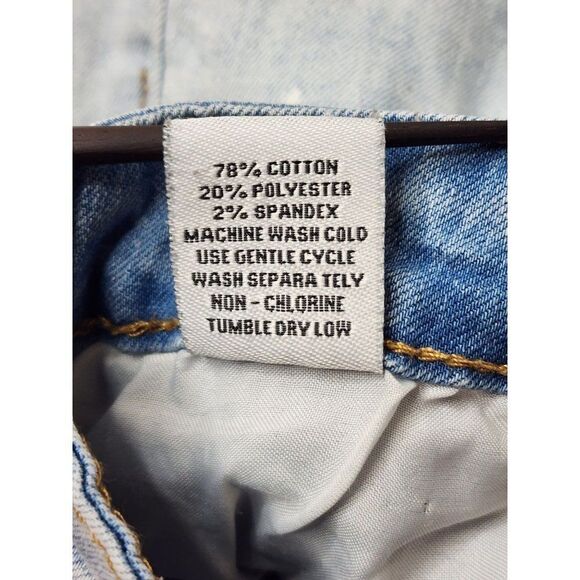 78% COTTON
20% POLYESTER
2% SPANDEX
MACHINE WASH COLD
USE GENTLE CYCLE
WASH SEPARA TELY
NON - CHLORINE
TUMBLE DRY LOW